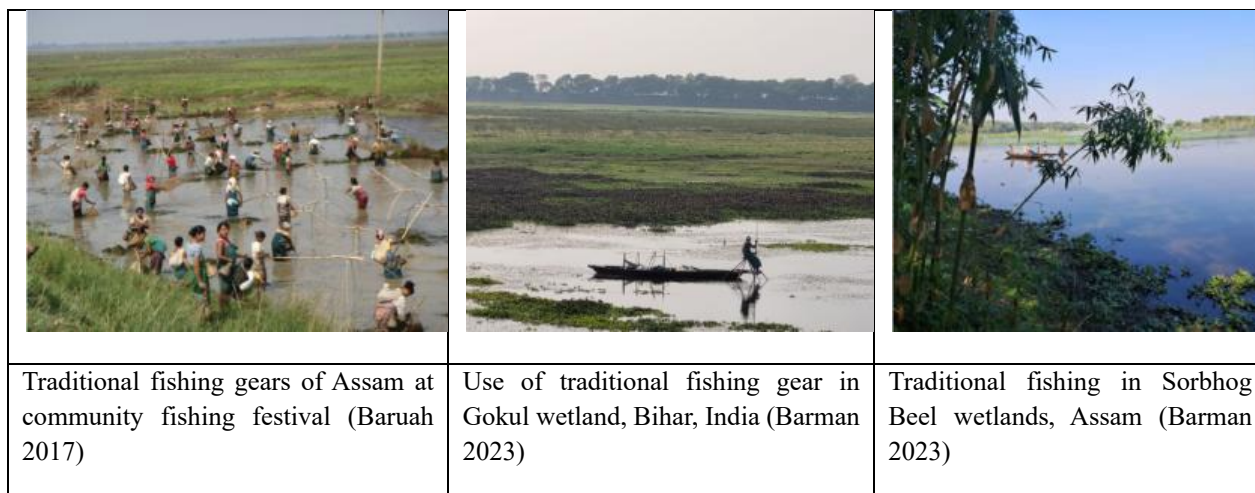 Traditional fishing gears of Assam at
community fishing festival (Baruah
2017)
Use of traditional fishing gear in
Gokul wetland, Bihar, India (Barman
2023)
Traditional fishing in Sorbhog
Beel wetlands, Assam (Barman
2023)